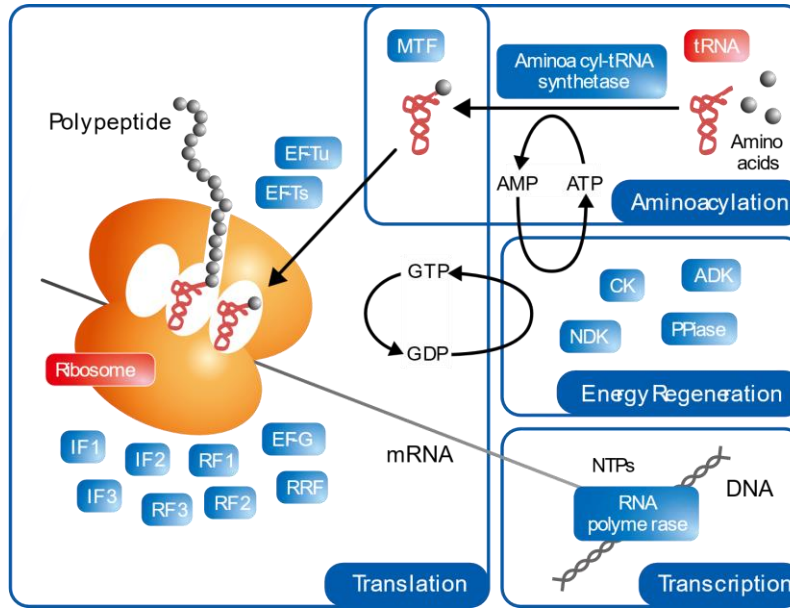 MTF
Aminoacyl-tRNA
synthetase
tRNA
Polypeptide
EF-Tu
EF-Ts
Amino
acids
AMP
ATP
Aminoacylation
GTP
GDP
CK
ADK
NDK
PPiase
Energy Regeneration
Ribosome
IF1
IF2
RF1
EF-G
IF3
RF3
RF2
RRF
mRNA
NTPs
DNA
RNA
polymerase
Translation
Transcription